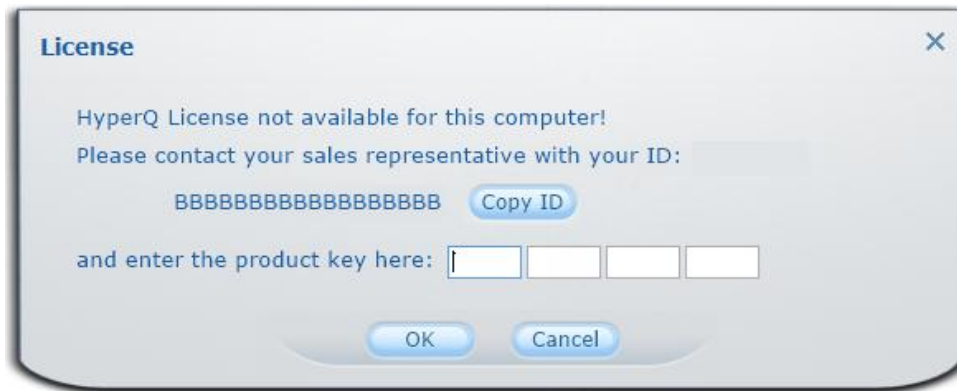 License
HyperQ License not available for this computer!
Please contact your sales representative with your ID:
BBBBBBBBBBBBBBBBBB Copy ID
and enter the product key here:
OK Cancel